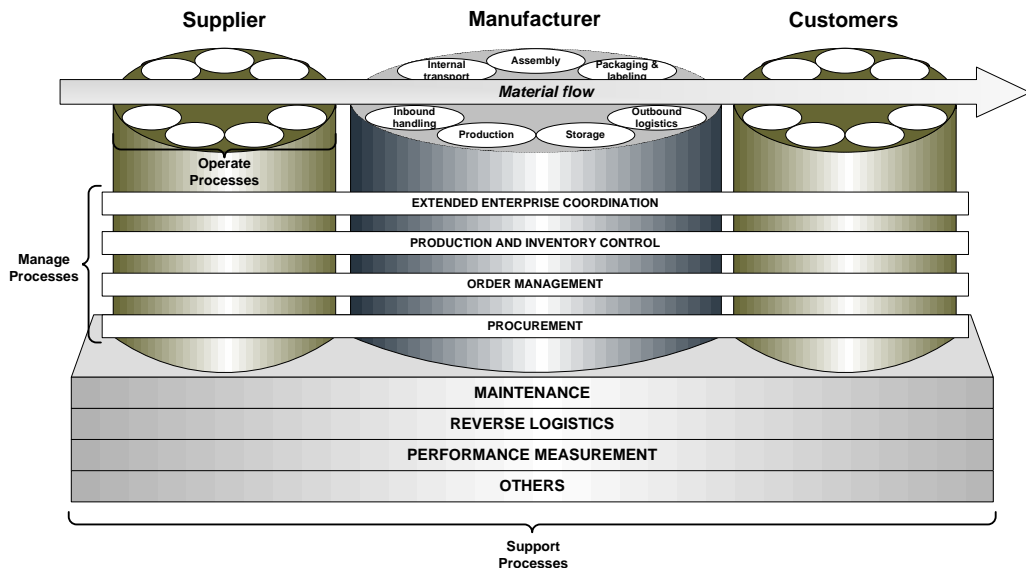 Supplier
Manufacturer
Customers
Internal
transport
Assembly
Packaging &
labeling
Material flow
Inbound
handling
Production
Storage
Outbound
logistics
Operate
Processes
Manage
Processes
EXTENDED ENTERPRISE COORDINATION
PRODUCTION AND INVENTORY CONTROL
ORDER MANAGEMENT
PROCUREMENT
MAINTENANCE
REVERSE LOGISTICS
PERFORMANCE MEASUREMENT
OTHERS
Support
Processes